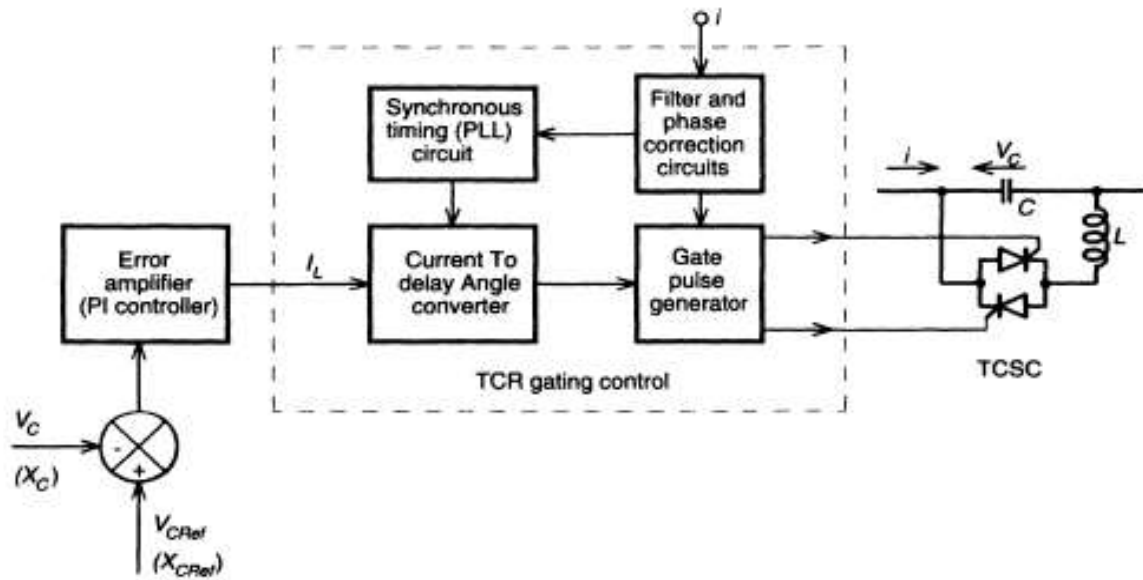 i
Synchronous
timing (PLL)
circuit
Filter and
phase
correction
circuits
i
V_C
C
L
Error
amplifier
(PI controller)
I_L
Current To
delay Angle
converter
Gate
pulse
generator
TCSC
TCR gating control
V_C
(X_C)
-
+
V_CRef
(X_CRef)